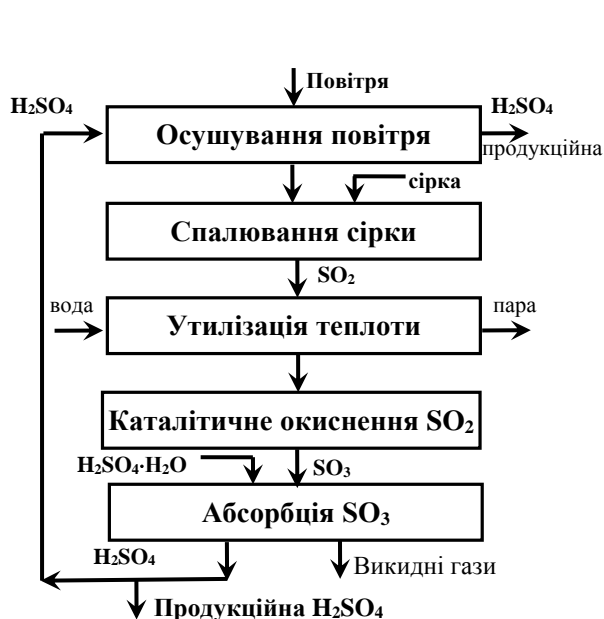 Повітря
H₂SO₄
H₂SO₄
Осушування повітря
продукційна
сірка
Спалювання сірки
SO₂
вода
пара
Утилізація теплоти
Каталітичне окиснення SO₂
H₂SO₄·H₂O
SO₃
Абсорбція SO₃
H₂SO₄
Викидні гази
Продукційна H₂SO₄